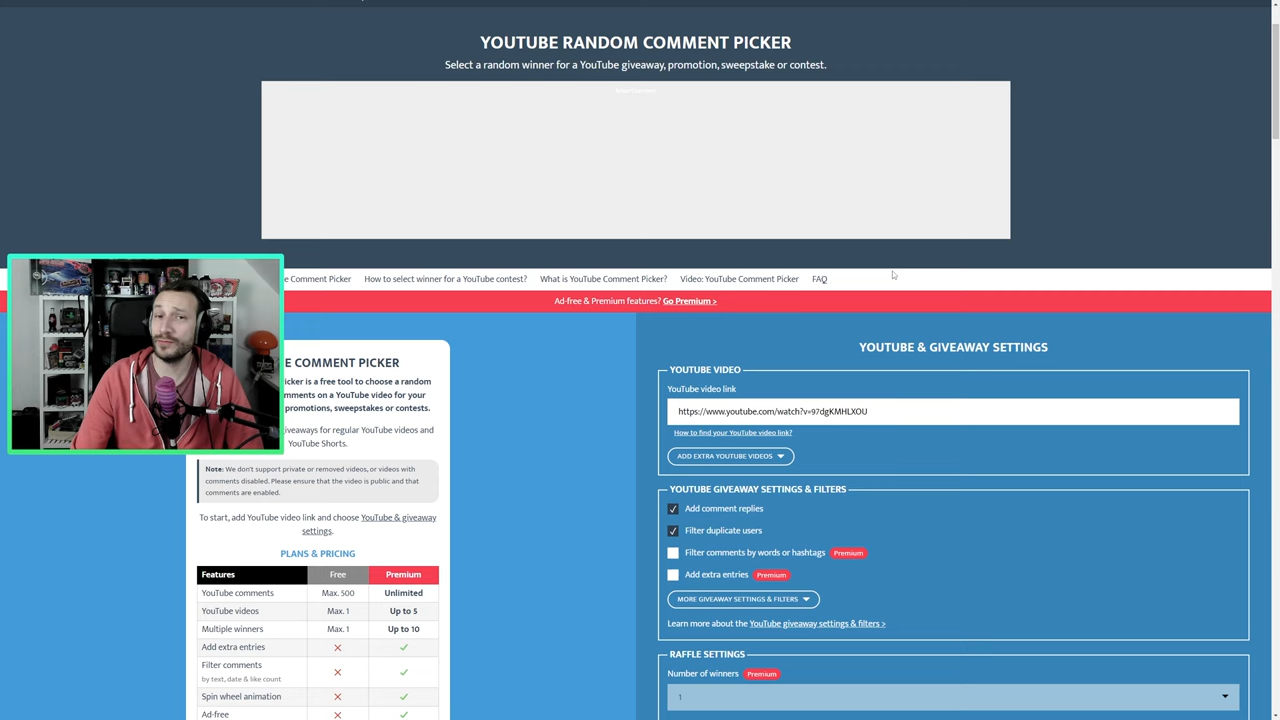 YOUTUBE RANDOM COMMENT PICKER
Select a random winner for a YouTube giveaway, promotion, sweepstake or contest.
Advertisement
e Comment Picker How to select winner for a YouTube contest? What is YouTube Comment Picker? Video: YouTube Comment Picker FAQ
Ad-free & Premium features? Go Premium >
E COMMENT PICKER
icker is a free tool to choose a random
omments on a YouTube video for your
promotions, sweepstakes or contests.
iveaways for regular YouTube videos and
YouTube Shorts.
Note: We don't support private or removed videos, or videos with
comments disabled. Please ensure that the video is public and that
comments are enabled.
To start, add YouTube video link and choose YouTube & giveaway
settings.
PLANS & PRICING
Features Free Premium
YouTube comments Max. 500 Unlimited
YouTube videos Max. 1 Up to 5
Multiple winners Max. 1 Up to 10
Add extra entries
Filter comments
by text, date & like count
Spin wheel animation
Ad-free
YOUTUBE & GIVEAWAY SETTINGS
YOUTUBE VIDEO
YouTube video link
https://www.youtube.com/watch?v=97dgKMHLXOU
How to find your YouTube video link?
ADD EXTRA YOUTUBE VIDEOS
YOUTUBE GIVEAWAY SETTINGS & FILTERS
Add comment replies
Filter duplicate users
Filter comments by words or hashtags Premium
Add extra entries Premium
MORE GIVEAWAY SETTINGS & FILTERS
Learn more about the YouTube giveaway settings & filters >
RAFFLE SETTINGS
Number of winners Premium
1